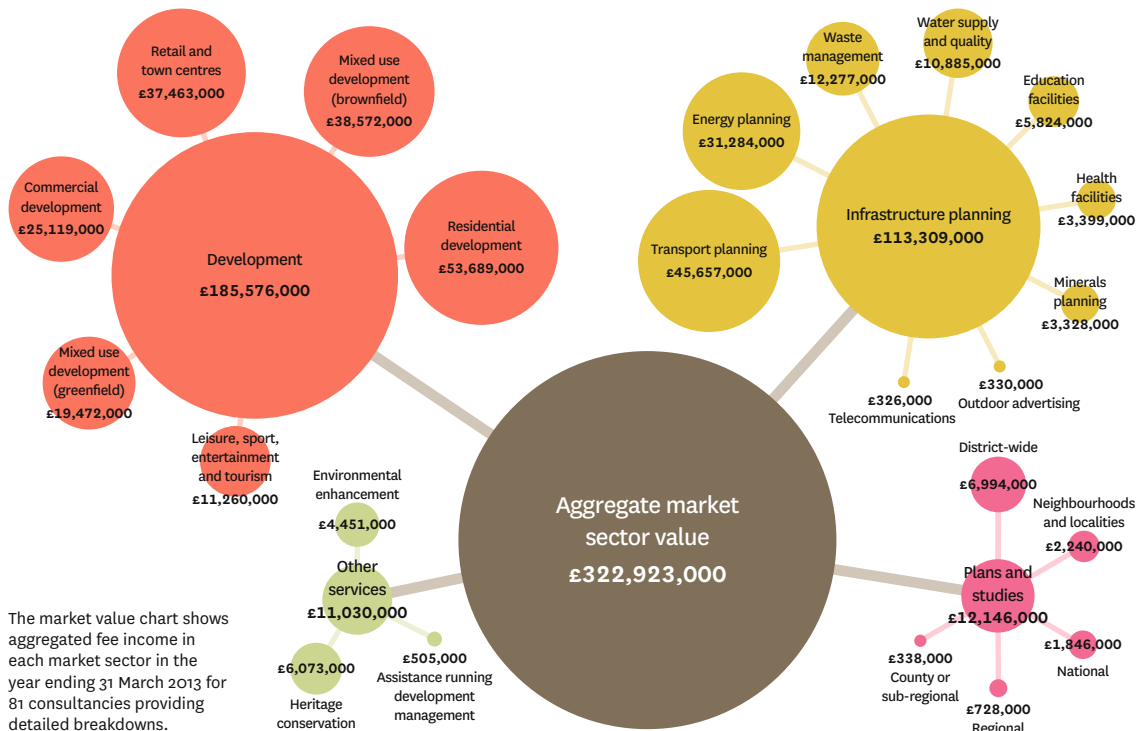 Retail and
town centres
£37,463,000
Mixed use
development
(brownfield)
£38,572,000
Commercial
development
£25,119,000
Residential
development
£53,689,000
Development
£185,576,000
Mixed use
development
(greenfield)
£19,472,000
Leisure, sport,
entertainment
and tourism
£11,260,000
Waste
management
£12,277,000
Water supply
and quality
£10,885,000
Education
facilities
£5,824,000
Energy planning
£31,284,000
Health
facilities
£3,399,000
Infrastructure planning
£113,309,000
Transport planning
£45,657,000
Minerals
planning
£3,328,000
£330,000
Outdoor advertising
£326,000
Telecommunications
Aggregate market
sector value
£322,923,000
Environmental
enhancement
£4,451,000
Other
services
£11,030,000
£6,073,000
Heritage
conservation
£505,000
Assistance running
development
management
District-wide
£6,994,000
Neighbourhoods
and localities
£2,240,000
Plans and
studies
£12,146,000
£1,846,000
National
£338,000
County or
sub-regional
£728,000
Regional
The market value chart shows
aggregated fee income in
each market sector in the
year ending 31 March 2013 for
81 consultancies providing
detailed breakdowns.